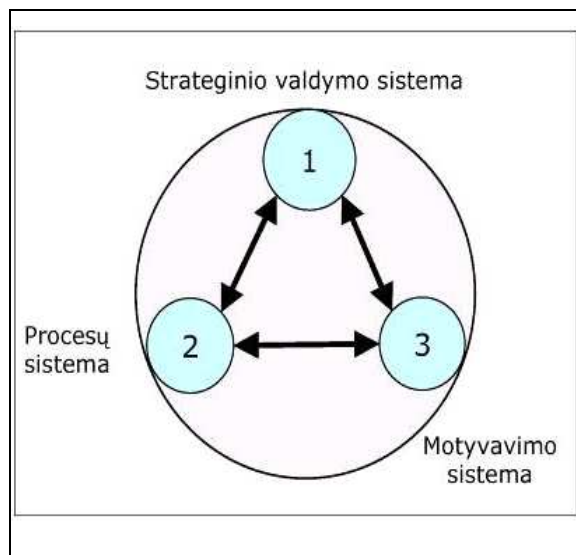 Strateginio valdymo sistema
1
Procesų
sistema
2
3
Motyvavimo
sistema